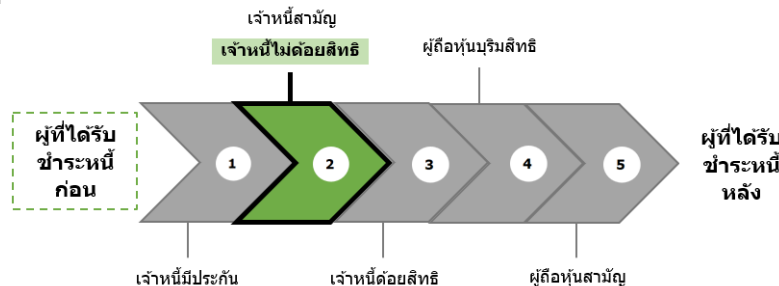 เจ้าหนี้สามัญ
เจ้าหนี้ไม่ด้อยสิทธิ
ผู้ถือหุ้นบุริมสิทธิ
ผู้ที่ได้รับ
ชำระหนี้
ก่อน
1
2
3
4
5
ผู้ที่ได้รับ
ชำระหนี้
หลัง
เจ้าหนี้มีประกัน
เจ้าหนี้ด้อยสิทธิ
ผู้ถือหุ้นสามัญ